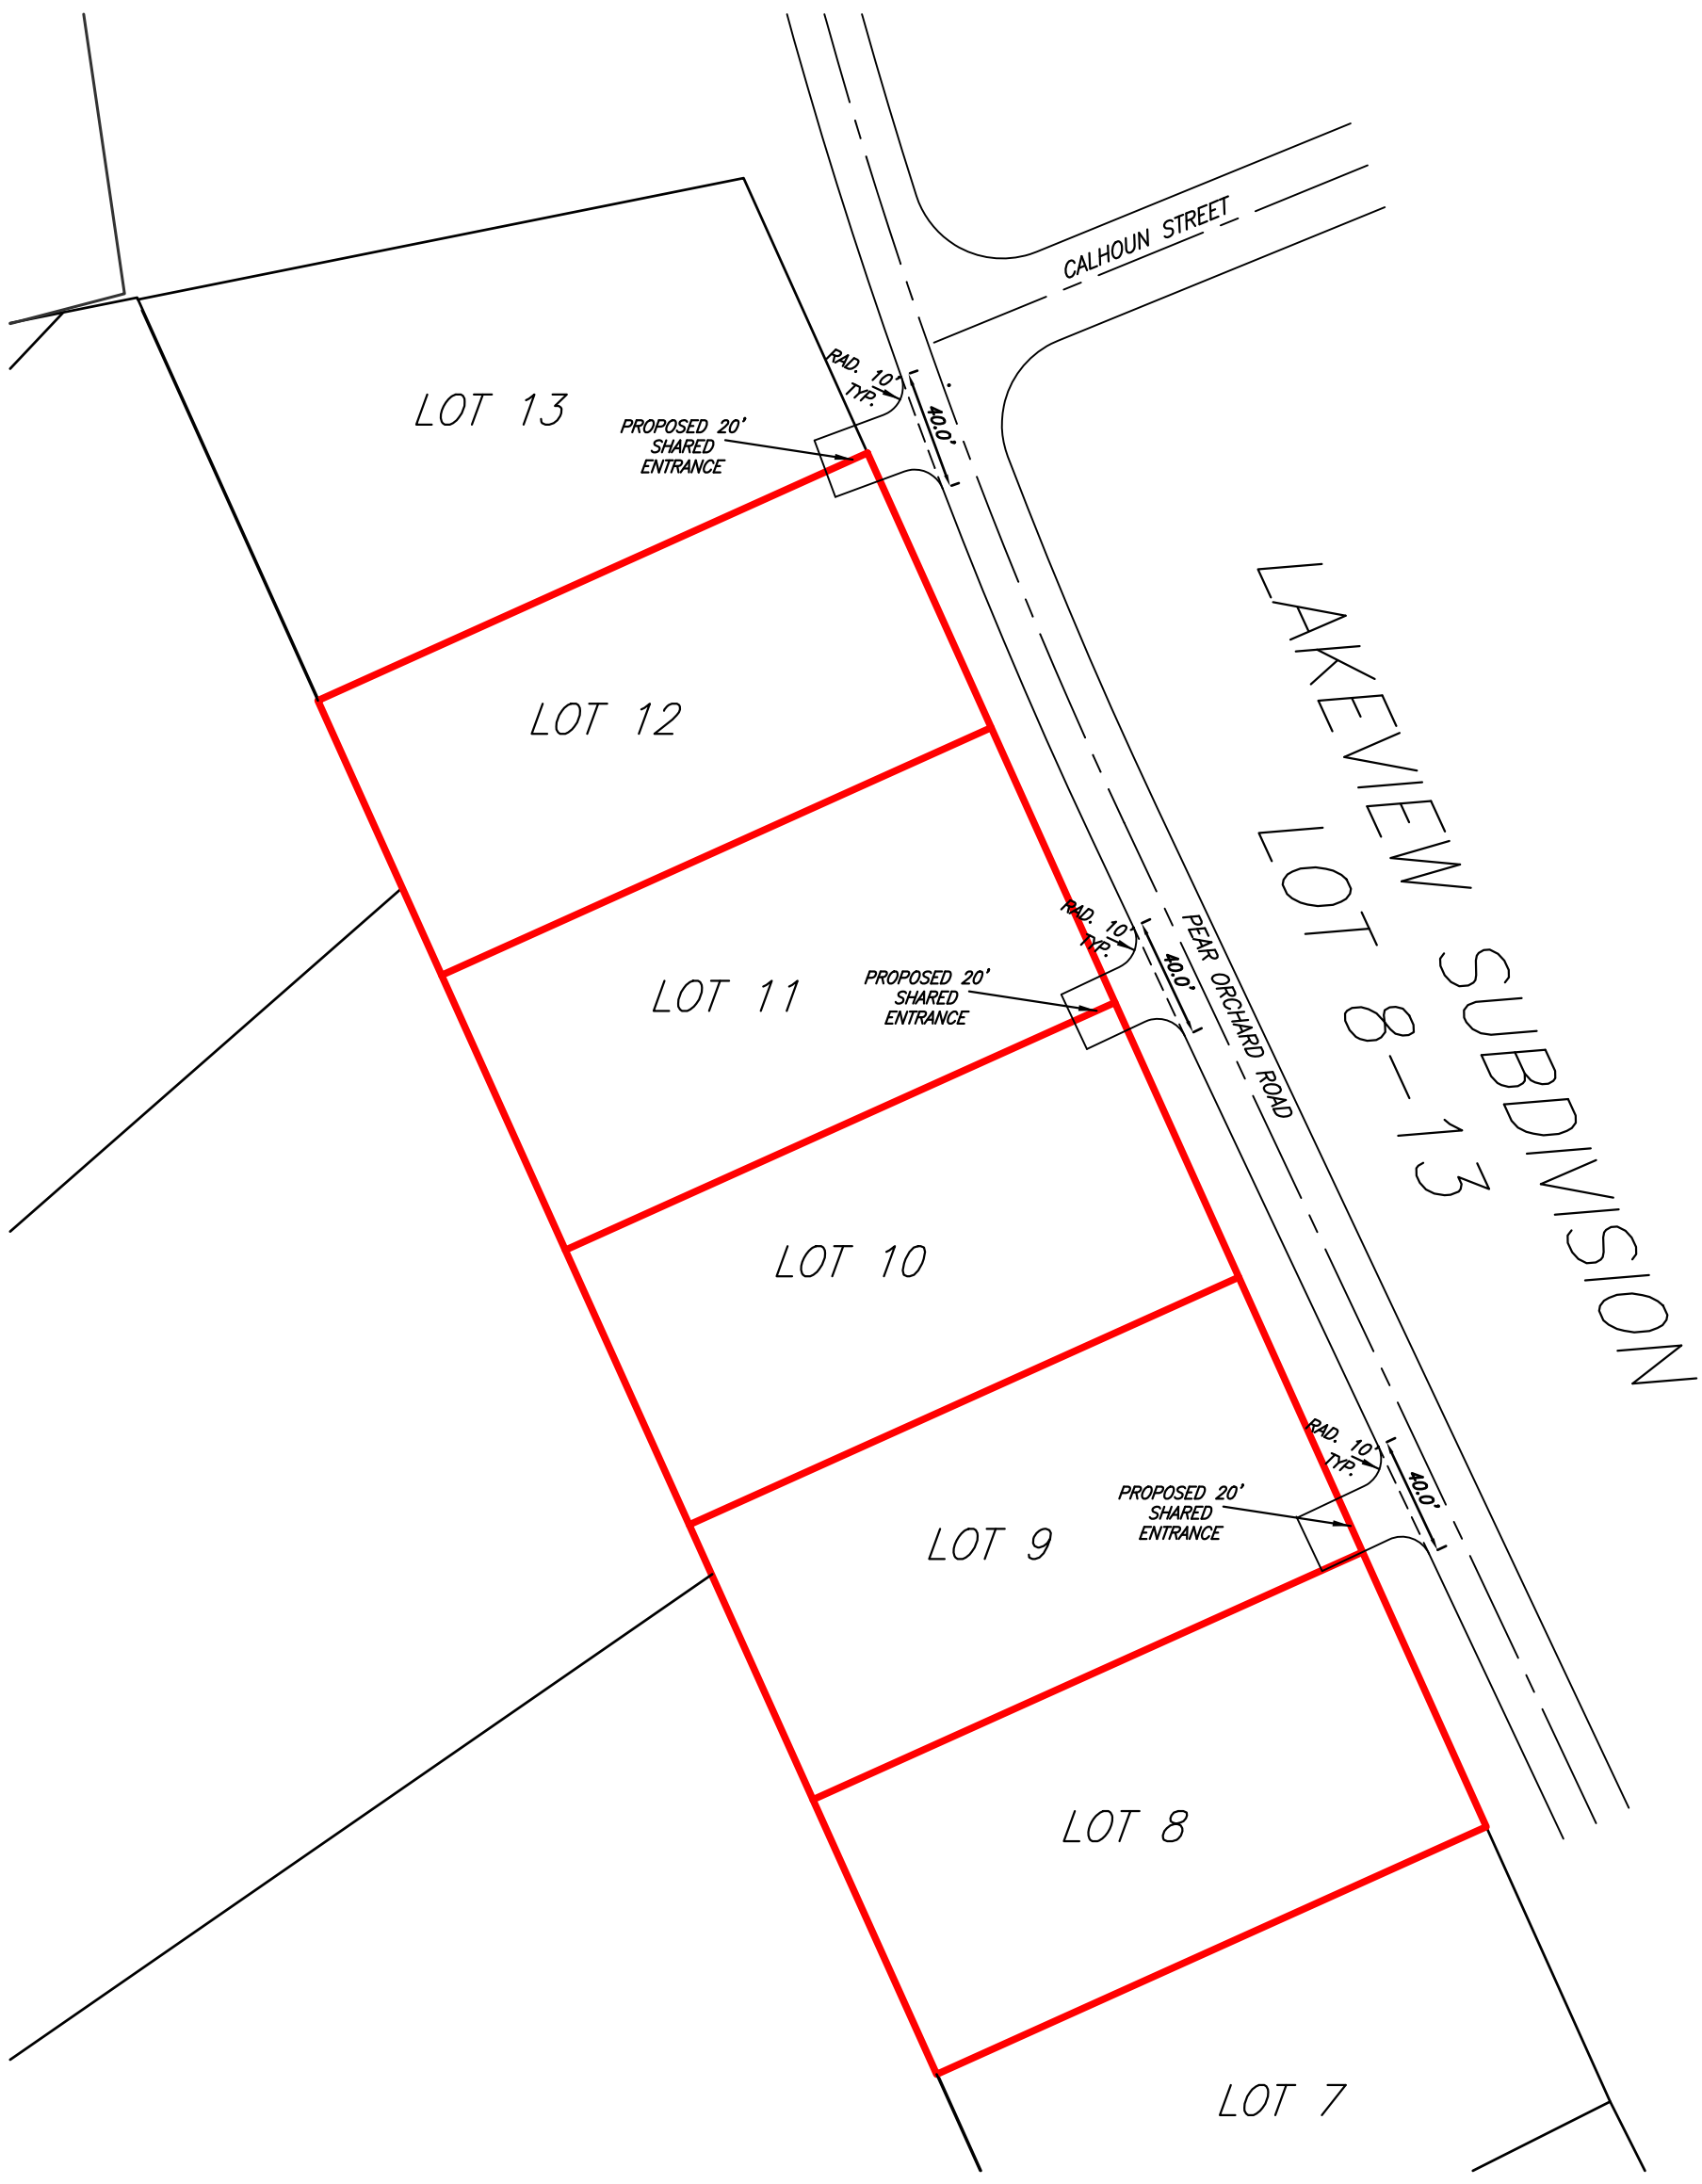 CALHOUN STREET
RAD. 10'
TYP.
40.0'
LOT 13
PROPOSED 20'
SHARED
ENTRANCE
LAKEVIEW SUBDIVISION
LOT 8-13
LOT 12
RAD. 10'
TYP.
40.0'
PEAR ORCHARD ROAD
LOT 11
PROPOSED 20'
SHARED
ENTRANCE
LOT 10
RAD. 10'
TYP.
40.0'
PROPOSED 20'
SHARED
ENTRANCE
LOT 9
LOT 8
LOT 7